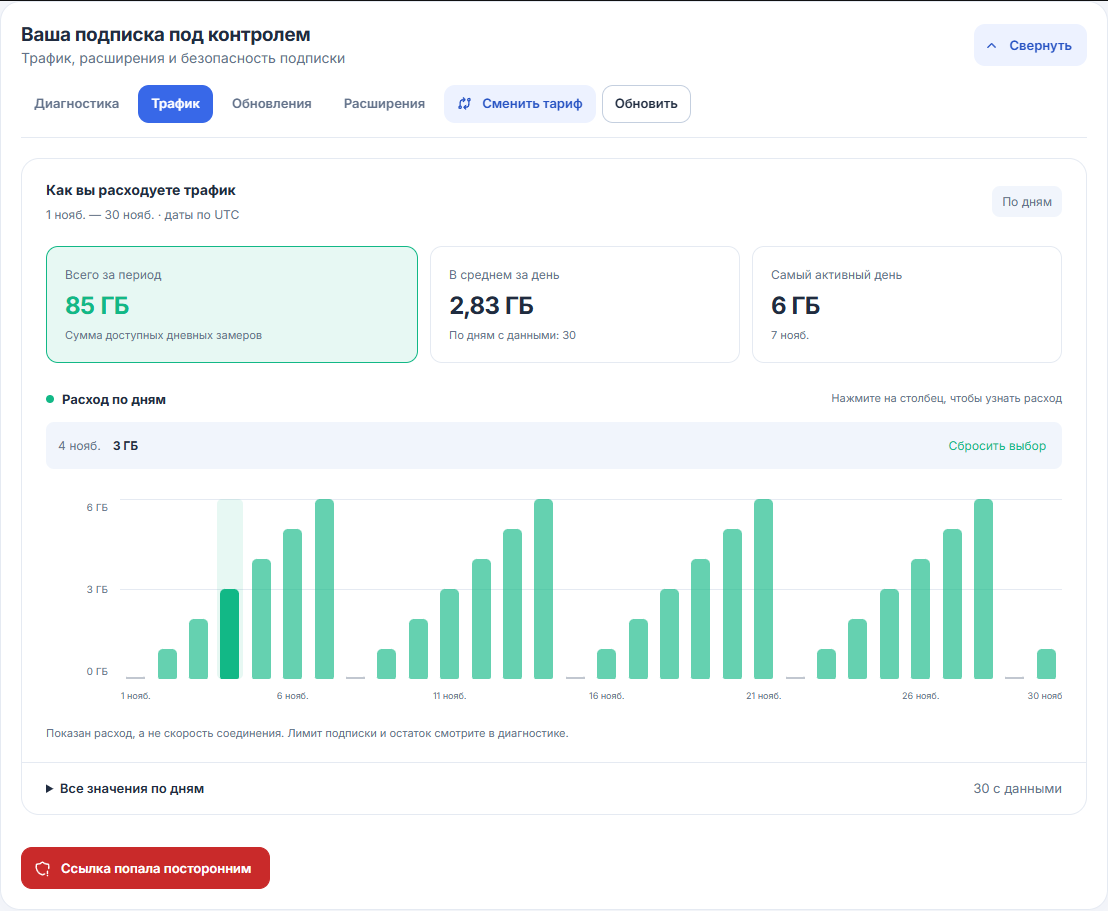 Ваша подписка под контролем
Трафик, расширения и безопасность подписки
Свернуть
Диагностика
Трафик
Обновления
Расширения
Сменить тариф
Обновить
Как вы расходуете трафик
1 нояб. — 30 нояб. · даты по UTC
По дням
Всего за период
85 ГБ
Сумма доступных дневных замеров
В среднем за день
2,83 ГБ
По дням с данными: 30
Самый активный день
6 ГБ
7 нояб.
Расход по дням
Нажмите на столбец, чтобы узнать расход
4 нояб. 3 ГБ
Сбросить выбор
6 ГБ
3 ГБ
0 ГБ
1 нояб.
6 нояб.
11 нояб.
16 нояб.
21 нояб.
26 нояб.
30 нояб
Показан расход, а не скорость соединения. Лимит подписки и остаток смотрите в диагностике.
Все значения по дням
30 с данными
Ссылка попала посторонним